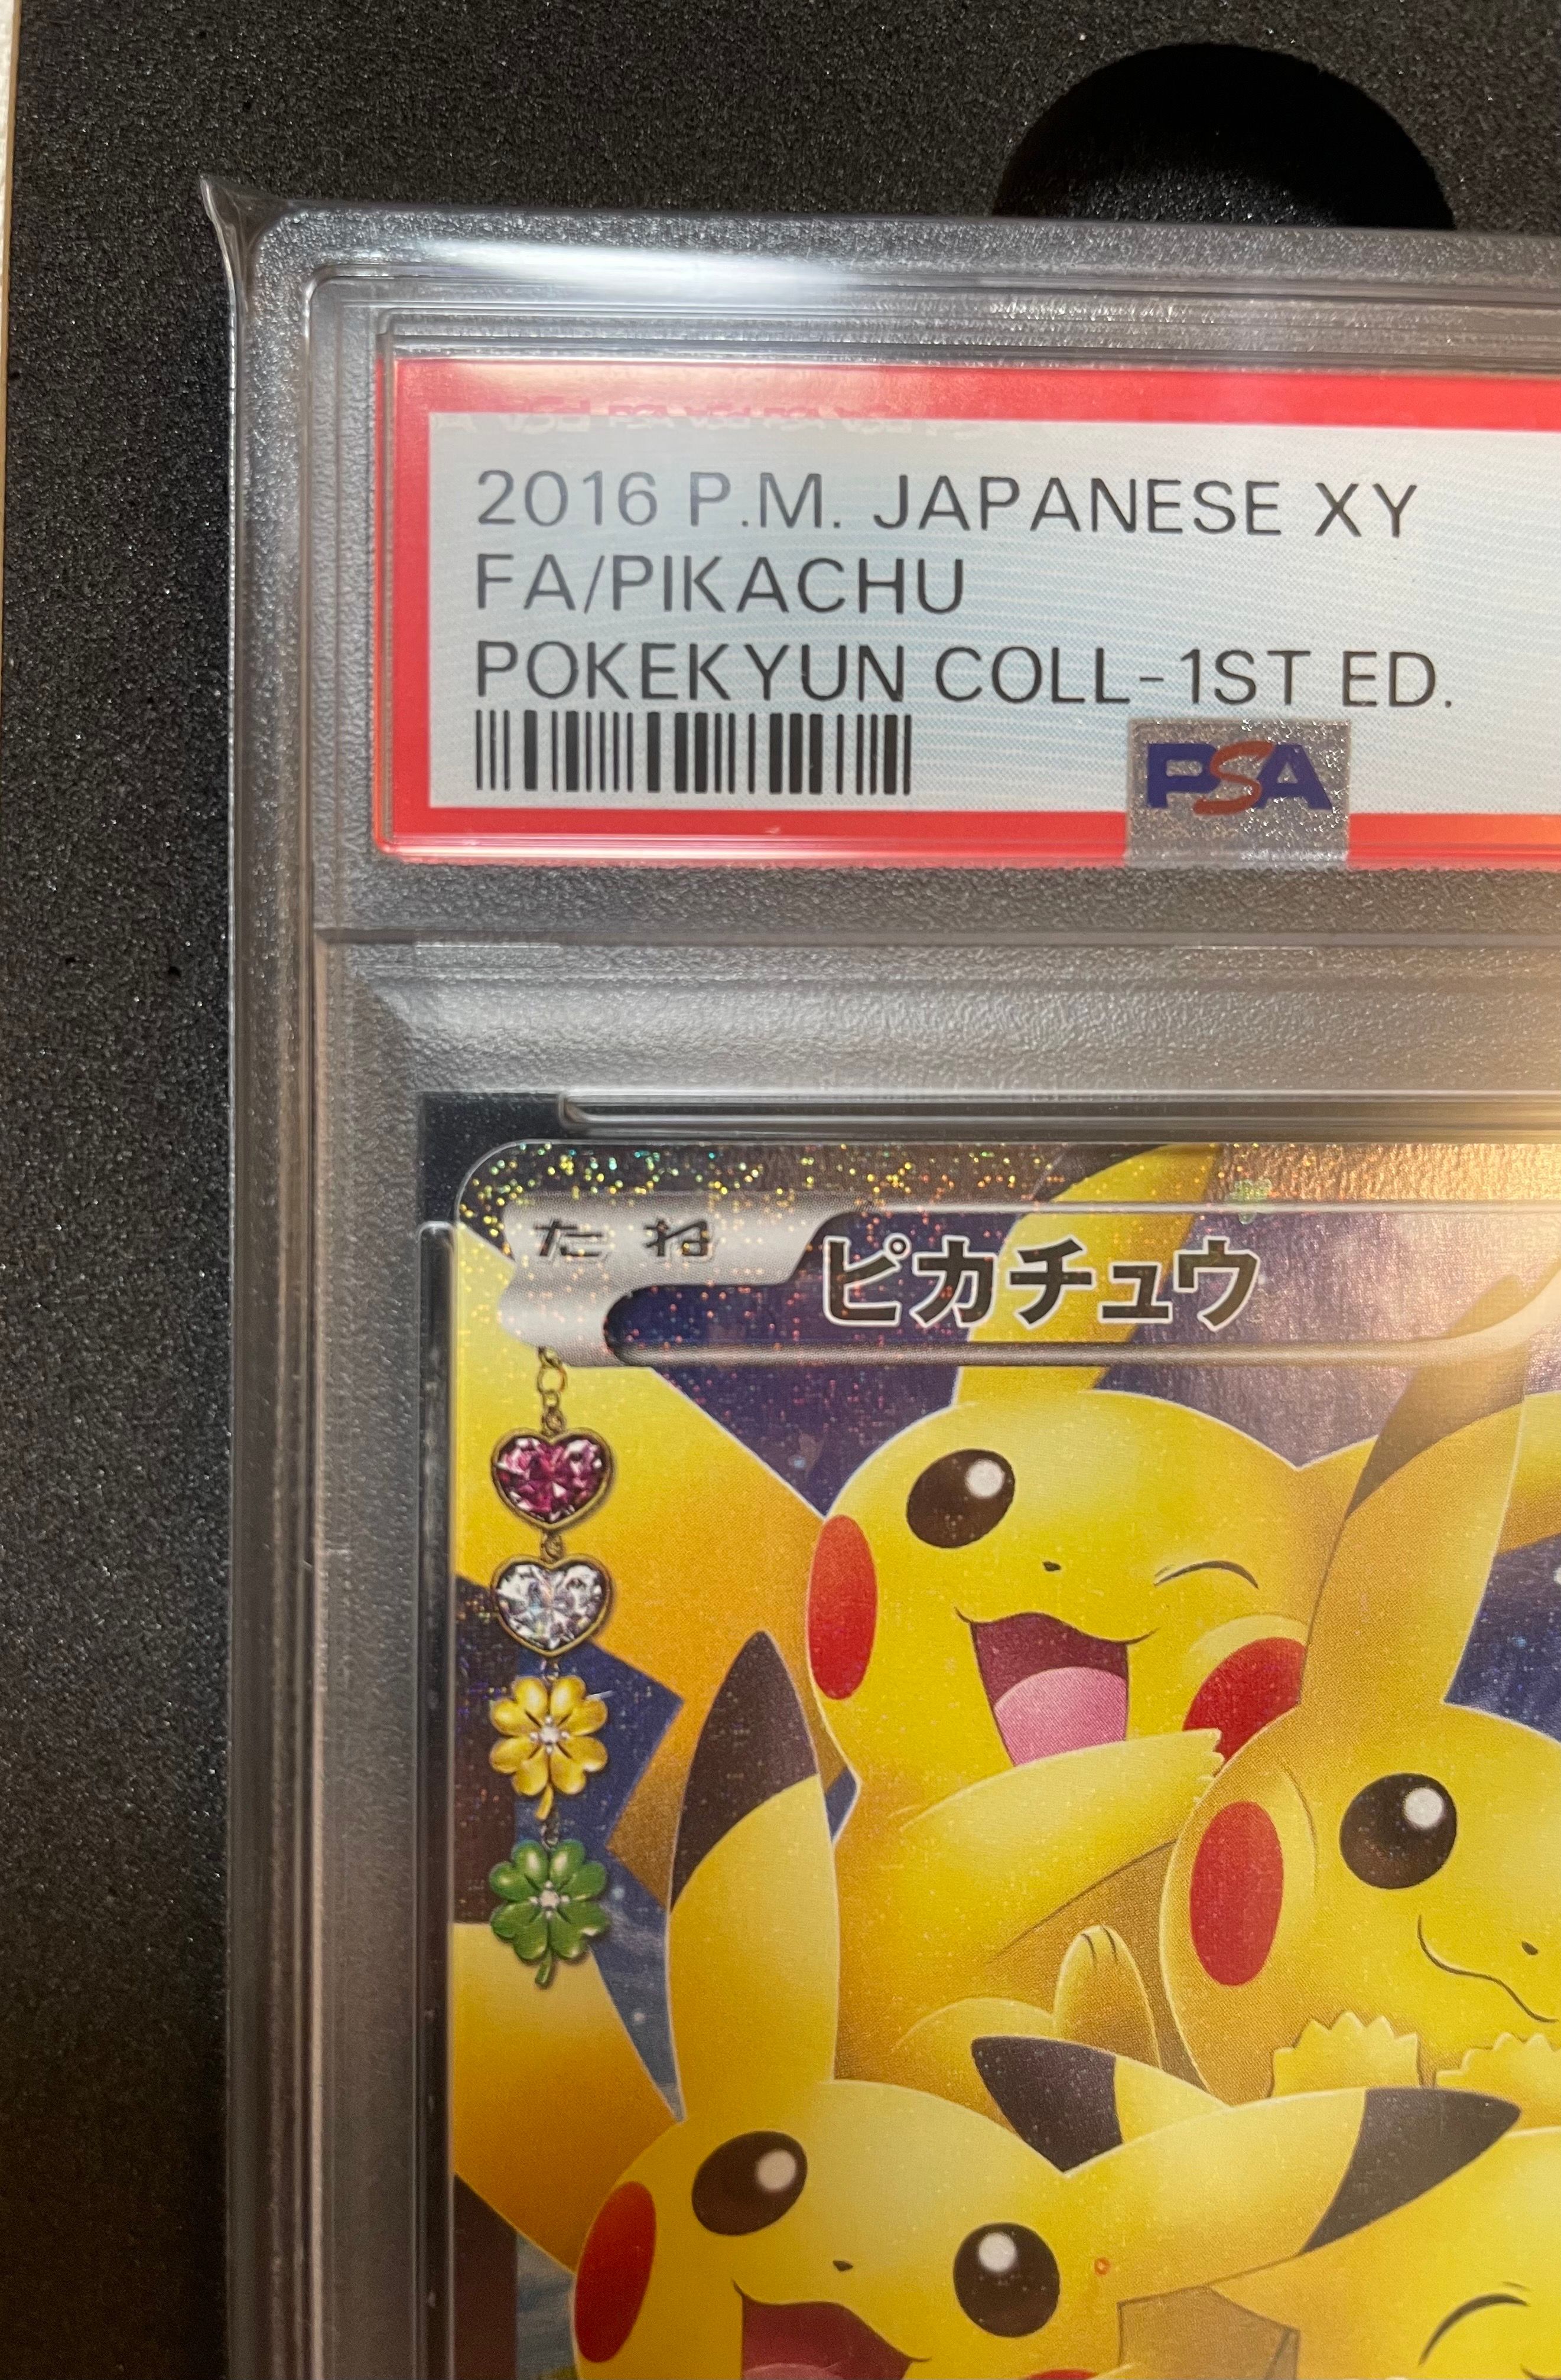 2016 P.M. JAPANESE XY
FA/PIKACHU
POKEKYUN COLL-1ST ED.
PSA
たね
ピカチュウ